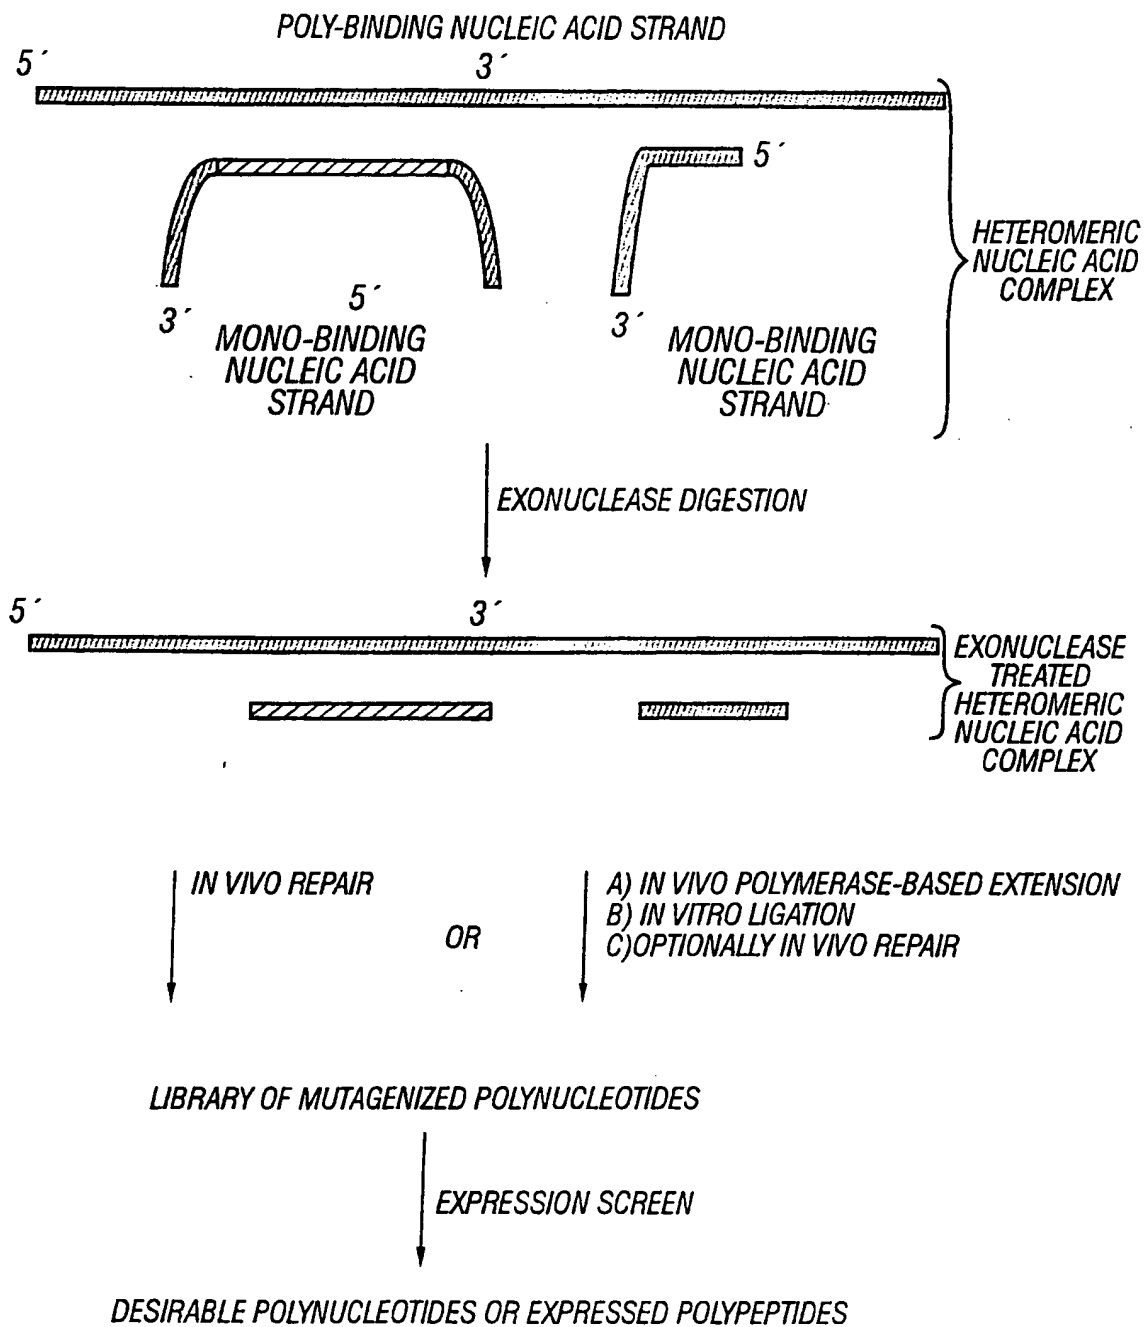 POLY-BINDING NUCLEIC ACID STRAND
5´
3´
5´
HETEROMERIC
NUCLEIC ACID
COMPLEX
3´
5´
MONO-BINDING
NUCLEIC ACID
STRAND
3´
MONO-BINDING
NUCLEIC ACID
STRAND
EXONUCLEASE DIGESTION
5´
3´
EXONUCLEASE
TREATED
HETEROMERIC
NUCLEIC ACID
COMPLEX
IN VIVO REPAIR
OR
A) IN VIVO POLYMERASE-BASED EXTENSION
B) IN VITRO LIGATION
C)OPTIONALLY IN VIVO REPAIR
LIBRARY OF MUTAGENIZED POLYNUCLEOTIDES
EXPRESSION SCREEN
DESIRABLE POLYNUCLEOTIDES OR EXPRESSED POLYPEPTIDES